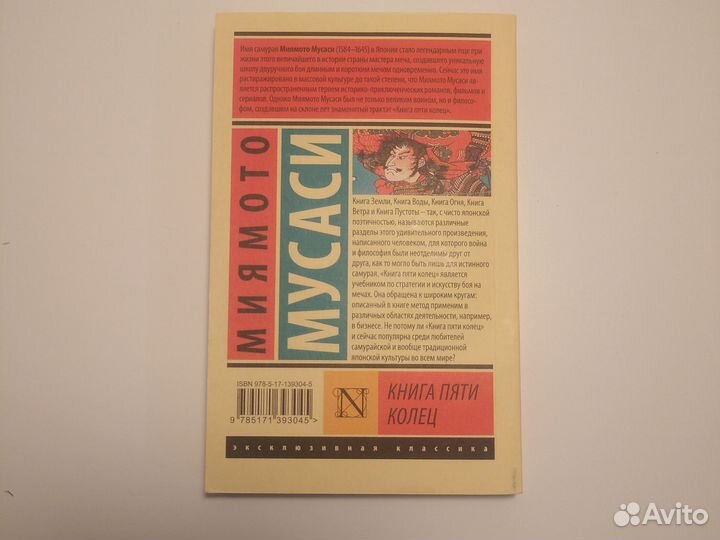 Имя самурая Миямото Мусаси (1584–1645) в Японии стало легендарным еще при
жизни этого величайшего в истории страны мастера меча, создавшего уникальную
школу двуручного боя длинным и коротким мечом одновременно. Сейчас это имя
растиражировано в массовой культуре до такой степени, что Миямото Мусаси яв-
ляется распространенным героем историко-приключенческих романов, фильмов и
сериалов. Однако Миямото Мусаси был не только великим воином, но и филосо-
фом, создавшим на склоне лет знаменитый трактат «Книга пяти колец».
МИЯМОТО
МУСАСИ
Книга Земли, Книга Воды, Книга Огня, Книга
Ветра и Книга Пустоты — так, с чисто японской
поэтичностью, называются различные
разделы этого удивительного произведения,
написанного человеком, для которого война
и философия были неотделимы друг от
друга, как то могло быть лишь для истинного
самурая. «Книга пяти колец» является
учебником по стратегии и искусству боя на
мечах. Она обращена к широким кругам:
описанный в книге метод применим в
различных областях деятельности, например,
в бизнесе. Не потому ли «Книга пяти колец»
и сейчас популярна среди любителей
самурайской и вообще традиционной
японской культуры во всем мире?
ISBN 978-5-17-139304-5
9 785171 393045 >
N
КНИГА ПЯТИ
КОЛЕЦ
эксклюзивная классика
Avito